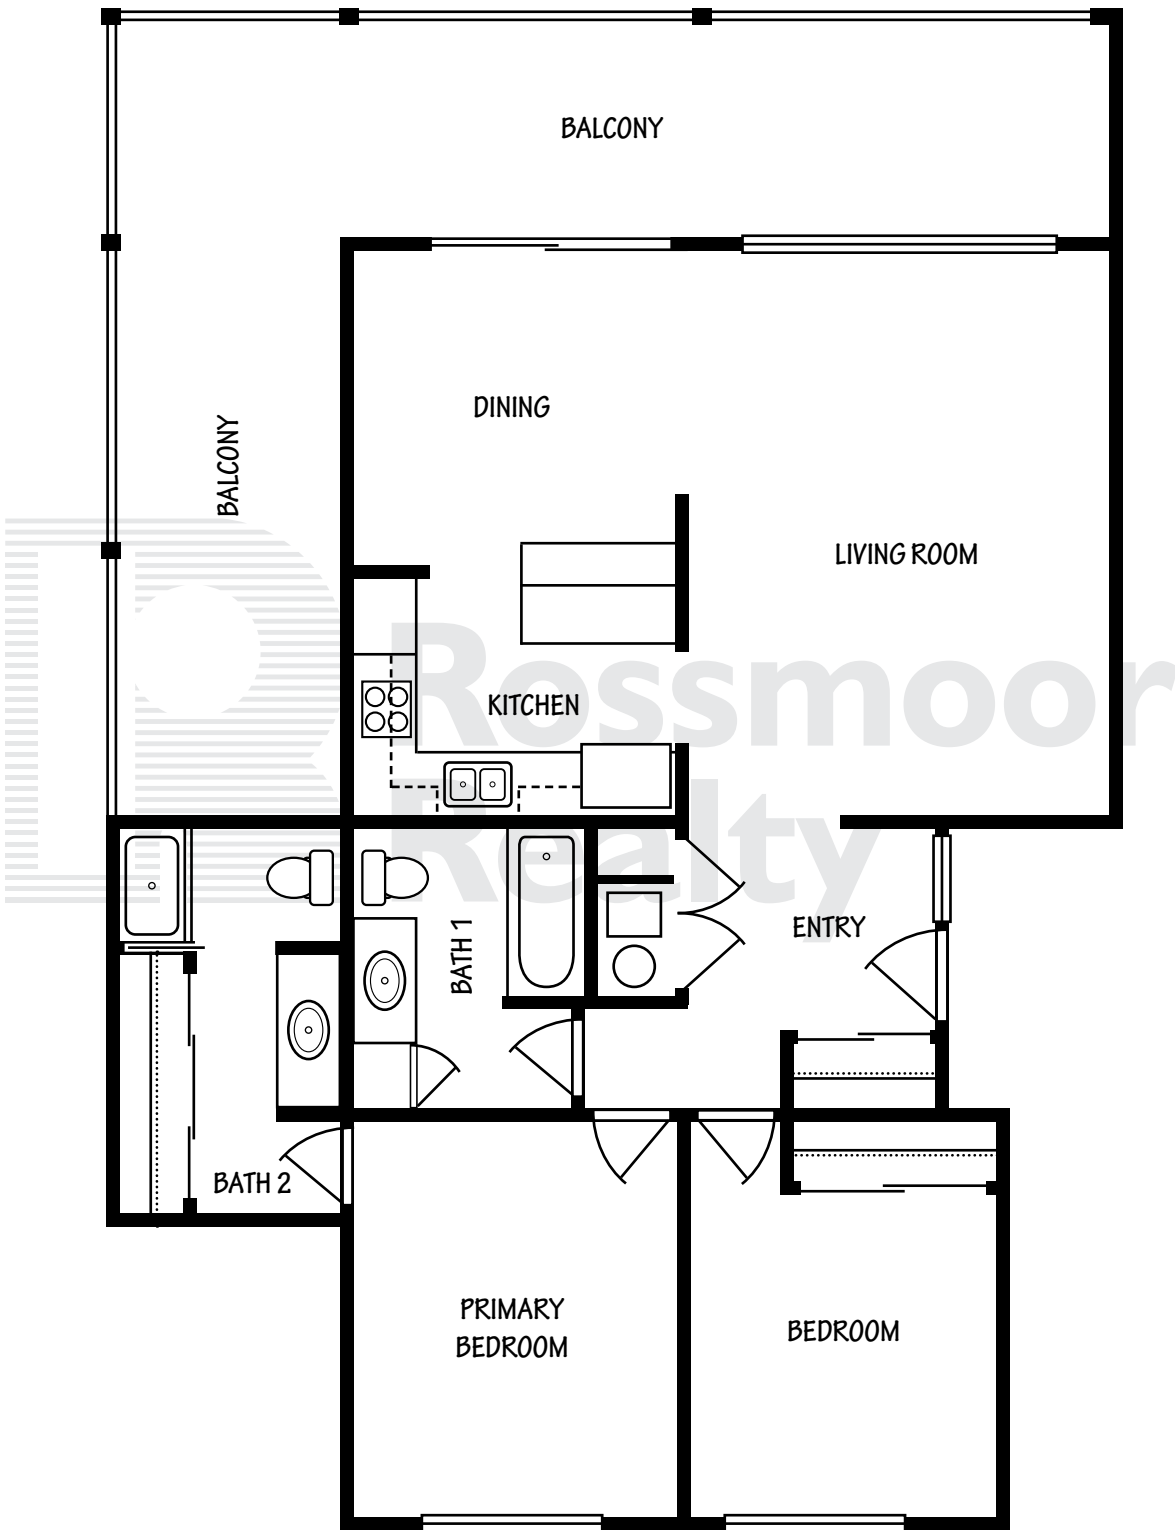 BALCONY
DINING
BALCONY
LIVING ROOM
Rossmoor
KITCHEN
Realty
ENTRY
BATH 1
BATH 2
PRIMARY
BEDROOM
BEDROOM